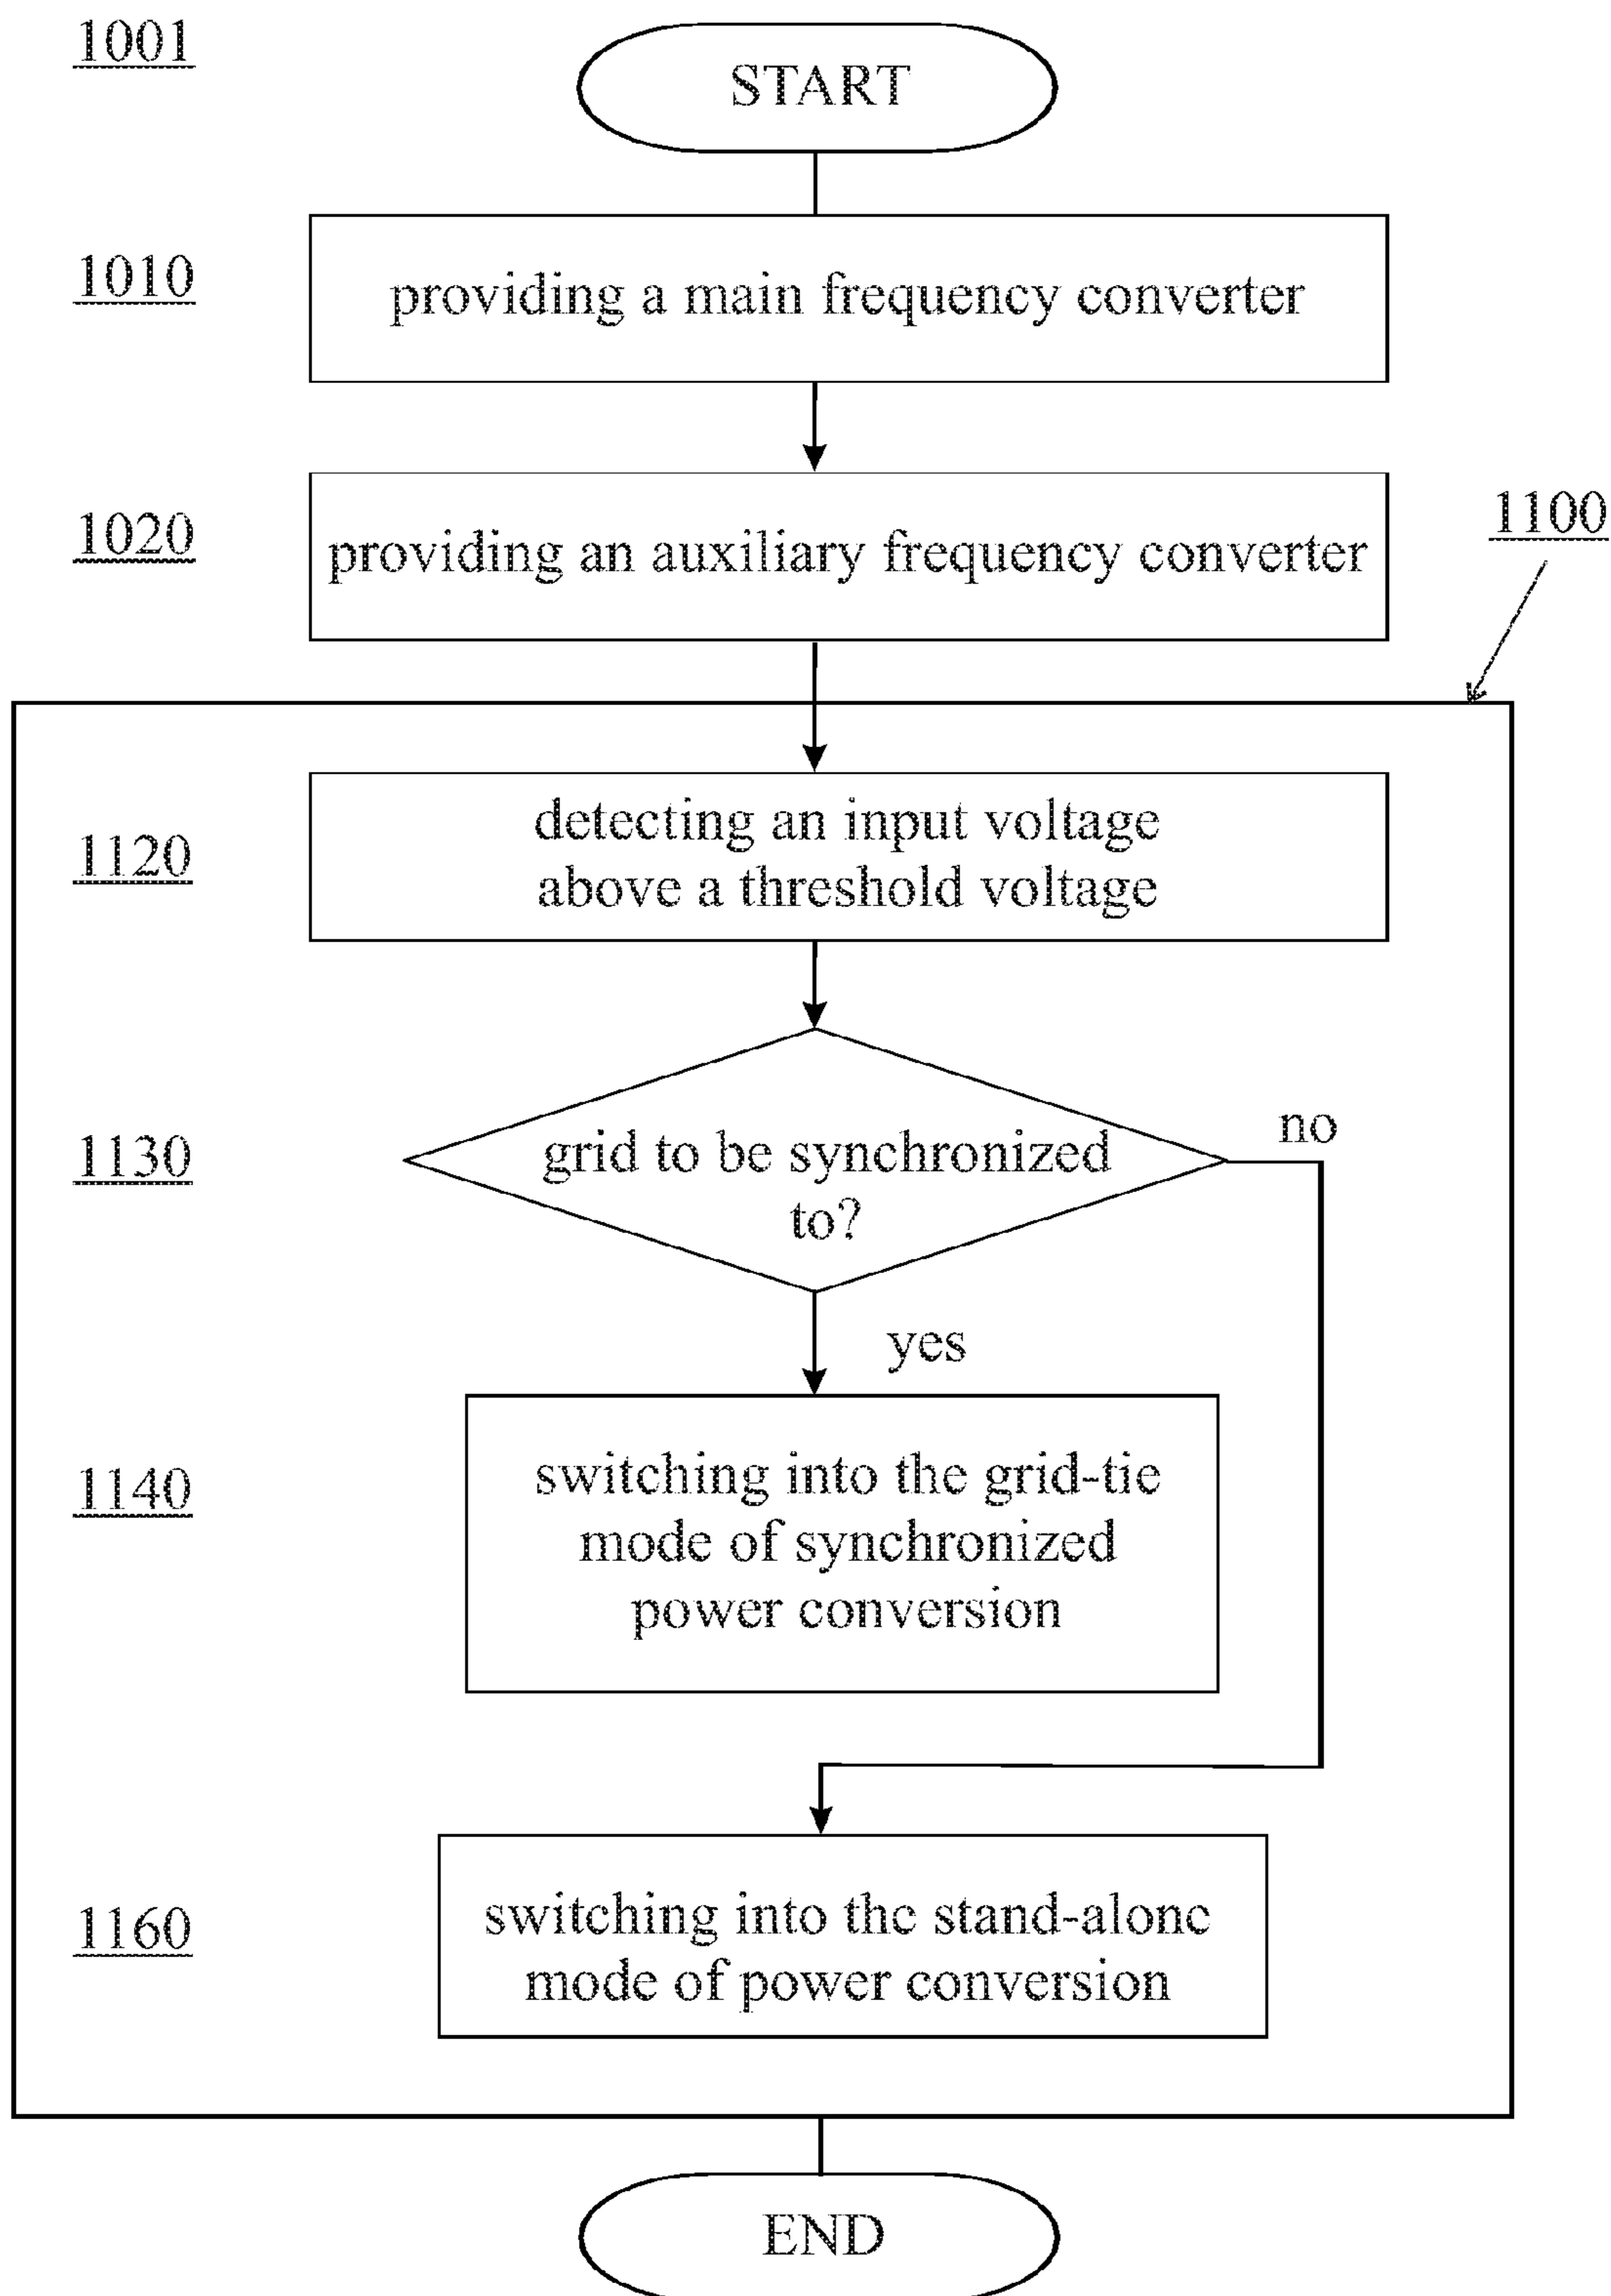 1001
START
1010
providing a main frequency converter
1020
providing an auxiliary frequency converter
1100
1120
detecting an input voltage
above a threshold voltage
1130
grid to be synchronized
to?
no
yes
1140
switching into the grid-tie
mode of synchronized
power conversion
1160
switching into the stand-alone
mode of power conversion
END